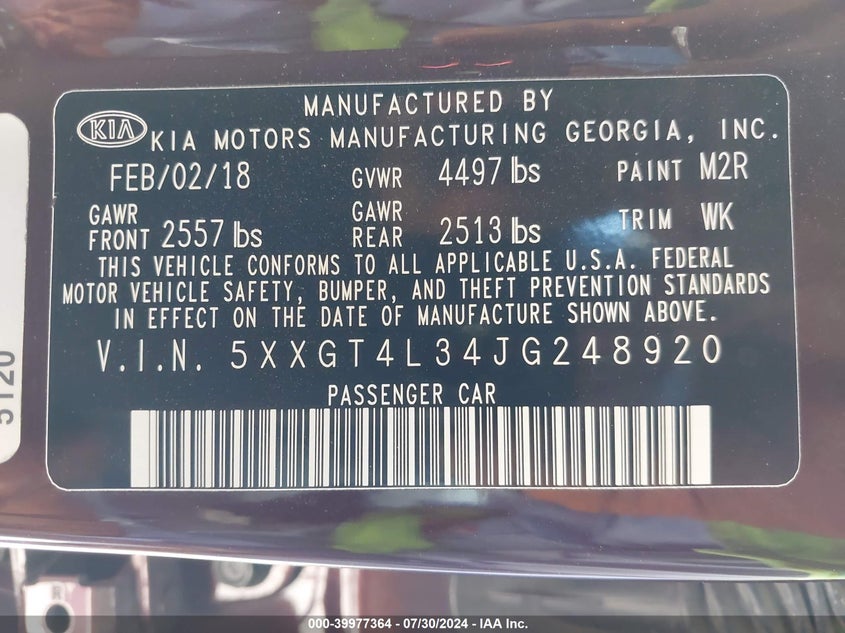 MANUFACTURED BY
KIA KIA MOTORS MANUFACTURING GEORGIA, INC.
FEB/02/18 GVWR 4497 lbs PAINT M2R
GAWR FRONT 2557 lbs GAWR REAR 2513 lbs TRIM WK
THIS VEHICLE CONFORMS TO ALL APPLICABLE U.S.A. FEDERAL
MOTOR VEHICLE SAFETY, BUMPER, AND THEFT PREVENTION STANDARDS
IN EFFECT ON THE DATE OF MANUFACTURE SHOWN ABOVE.
V.I.N. 5XXGT4L34JG248920
PASSENGER CAR
5120
R
000-39977364 - 07/30/2024 - IAA Inc.